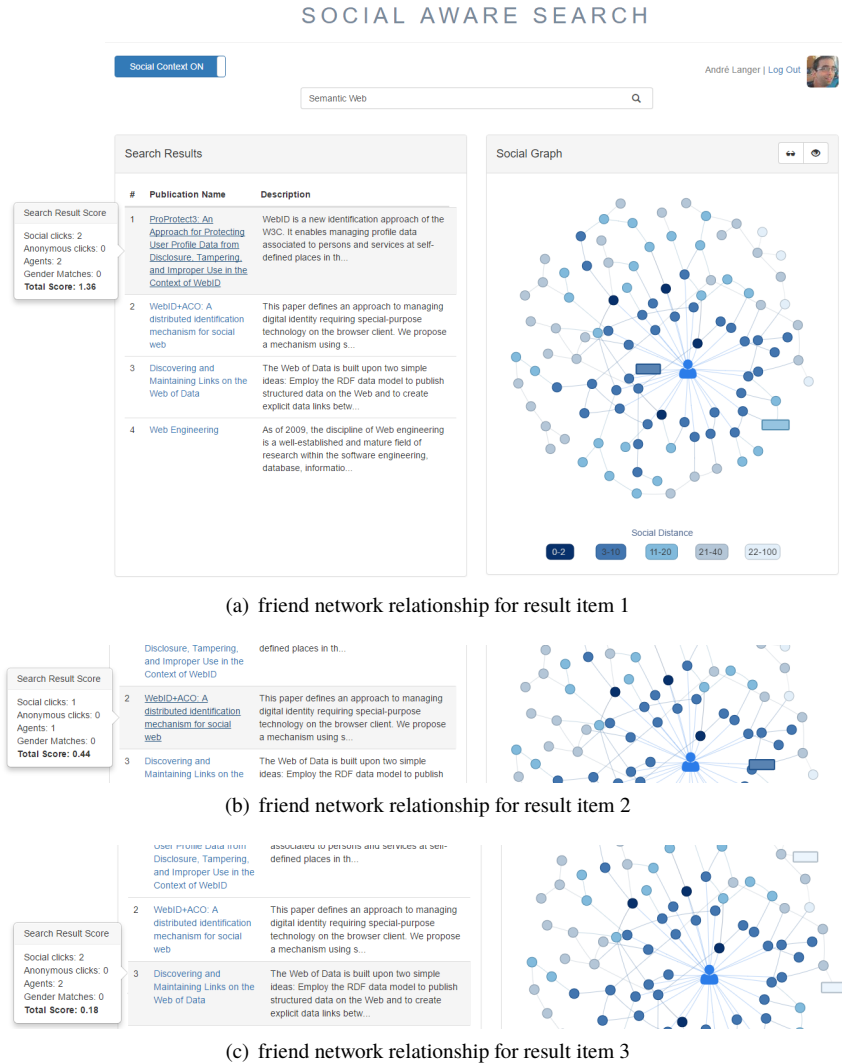 SOCIAL AWARE SEARCH
Social Context ON
André Langer | Log Out
Semantic Web
Search Results
# Publication Name Description
1 ProProtect3: An WebID is a new identification approach of the
Approach for Protecting W3C. It enables managing profile data
User Profile Data from associated to persons and services at self-
Disclosure, Tampering, defined places in th...
and Improper Use in the
Context of WebID
2 WebID+ACO: A This paper defines an approach to managing
distributed identification digital identity requiring special-purpose
mechanism for social technology on the browser client. We propose
web a mechanism using s...
3 Discovering and The Web of Data is built upon two simple
Maintaining Links on the ideas: Employ the RDF data model to publish
Web of Data structured data on the Web and to create
explicit data links betw...
4 Web Engineering As of 2009, the discipline of Web engineering
is a well-established and mature field of
research within the software engineering,
database, informatio...
Search Result Score
Social clicks: 2
Anonymous clicks: 0
Agents: 2
Gender Matches: 0
Total Score: 1.36
Social Graph
Social Distance
0-2 3-10 11-20 21-40 22-100
(a) friend network relationship for result item 1
Disclosure, Tampering, defined places in th...
and Improper Use in the
Context of WebID
2 WebID+ACO: A This paper defines an approach to managing
distributed identification digital identity requiring special-purpose
mechanism for social technology on the browser client. We propose
web a mechanism using s...
3 Discovering and The Web of Data is built upon two simple
Maintaining Links on the ideas: Employ the RDF data model to publish
Search Result Score
Social clicks: 1
Anonymous clicks: 0
Agents: 1
Gender Matches: 0
Total Score: 0.44
(b) friend network relationship for result item 2
User Profile Data from associated to persons and services at self-
Disclosure, Tampering, defined places in th...
and Improper Use in the
Context of WebID
2 WebID+ACO: A This paper defines an approach to managing
distributed identification digital identity requiring special-purpose
mechanism for social technology on the browser client. We propose
web a mechanism using s...
3 Discovering and The Web of Data is built upon two simple
Maintaining Links on the ideas: Employ the RDF data model to publish
Web of Data structured data on the Web and to create
explicit data links betw...
Search Result Score
Social clicks: 2
Anonymous clicks: 0
Agents: 2
Gender Matches: 0
Total Score: 0.18
(c) friend network relationship for result item 3